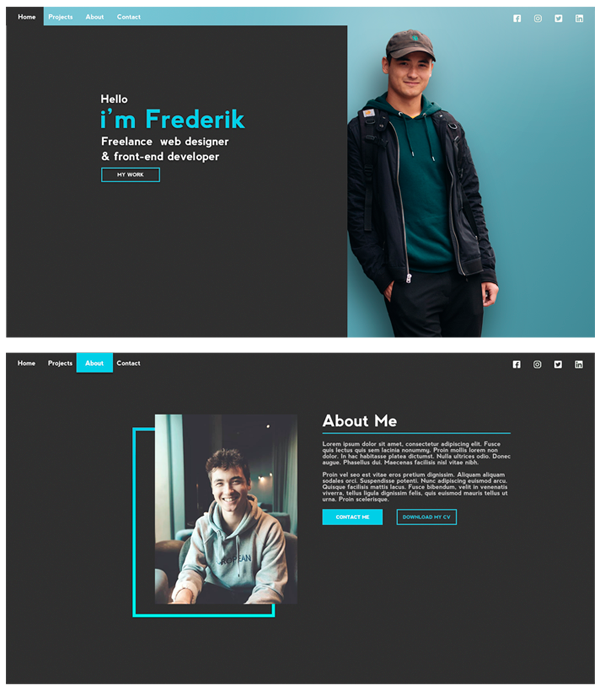 Home Projects About Contact
Hello
i'm Frederik
Freelance web designer
& front-end developer
MY WORK
Home Projects About Contact
About Me
Lorem ipsum dolor sit amet, consectetur adipiscing elit. Fusce
quis lectus quis sem lacinia nonummy. Proin mollis lorem non
dolor. In hac habitasse platea dictumst. Nulla ultrices odio. Donec
augue. Phasellus dui. Maecenas facilisis nisl vitae nibh.
Proin vel seo est vitae eros pretium dignissim. Aliquam aliquam
sodales orci. Suspendisse potenti. Nunc adipiscing euismod arcu.
Quisque facilisis mattis lacus. Fusce bibendum, velit in venenatis
viverra, tellus ligula dignissim felis, quis euismod mauris tellus ut
urna. Proin scelerisque.
CONTACT ME DOWNLOAD MY CV